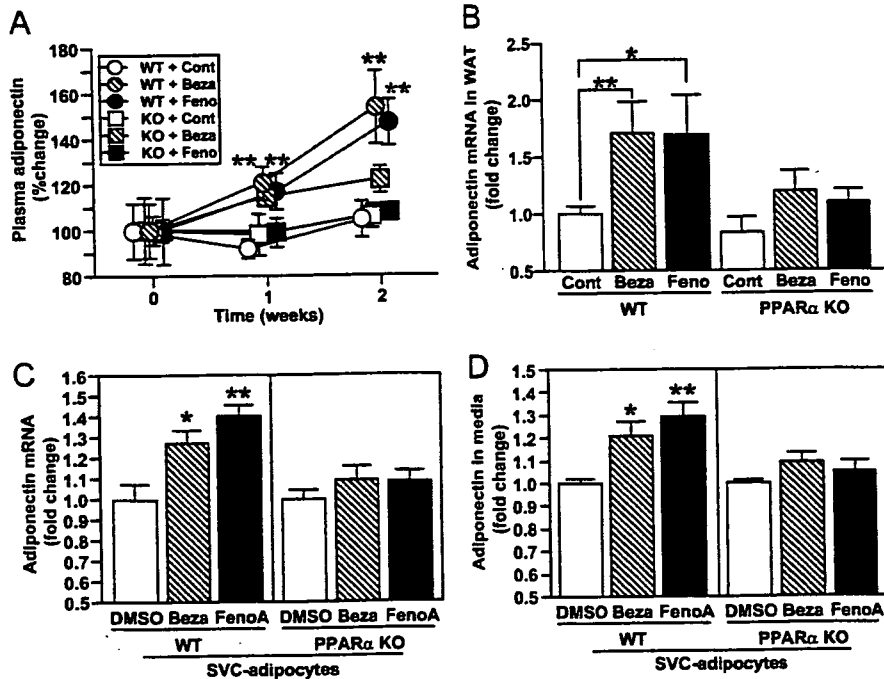 A
Plasma adiponectin
(%change)
180
160
140
120
100
80
WT + Cont
WT + Beza
WT + Feno
KO + Cont
KO + Beza
KO + Feno
** **
**
**
0 1 2
Time (weeks)
B
Adiponectin mRNA in WAT
(fold change)
2.5
2.0
1.5
1.0
0.5
*
**
Cont Beza Feno Cont Beza Feno
WT PPARα KO
C
Adiponectin mRNA
(fold change)
1.6
1.5
1.4
1.3
1.2
1.1
1.0
0.9
0.8
0.7
0.6
0.5
*
**
DMSO Beza FenoA DMSO Beza FenoA
WT PPARα KO
SVC-adipocytes
D
Adiponectin in media
(fold change)
1.5
1.4
1.3
1.2
1.1
1.0
0.9
0.8
0.7
0.6
0.5
*
**
DMSO Beza FenoA DMSO Beza FenoA
WT PPARα KO
SVC-adipocytes